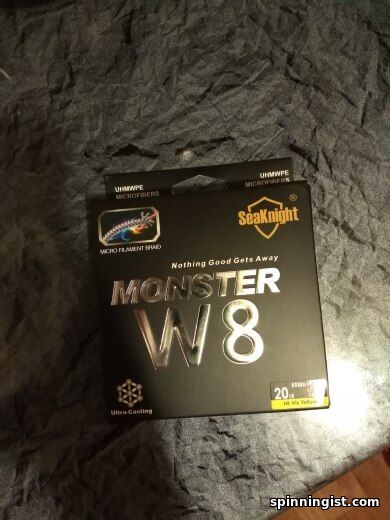 UHMWPE
MICROFIBERS
UHMWPE
MICROFIBERS
SeaKnight®
MICRO FILAMENT BRAID
Nothing Good Gets Away
MONSTER
W8
Ultra-Casting
20LB
Hi-Vis Yellow
spinningist.com